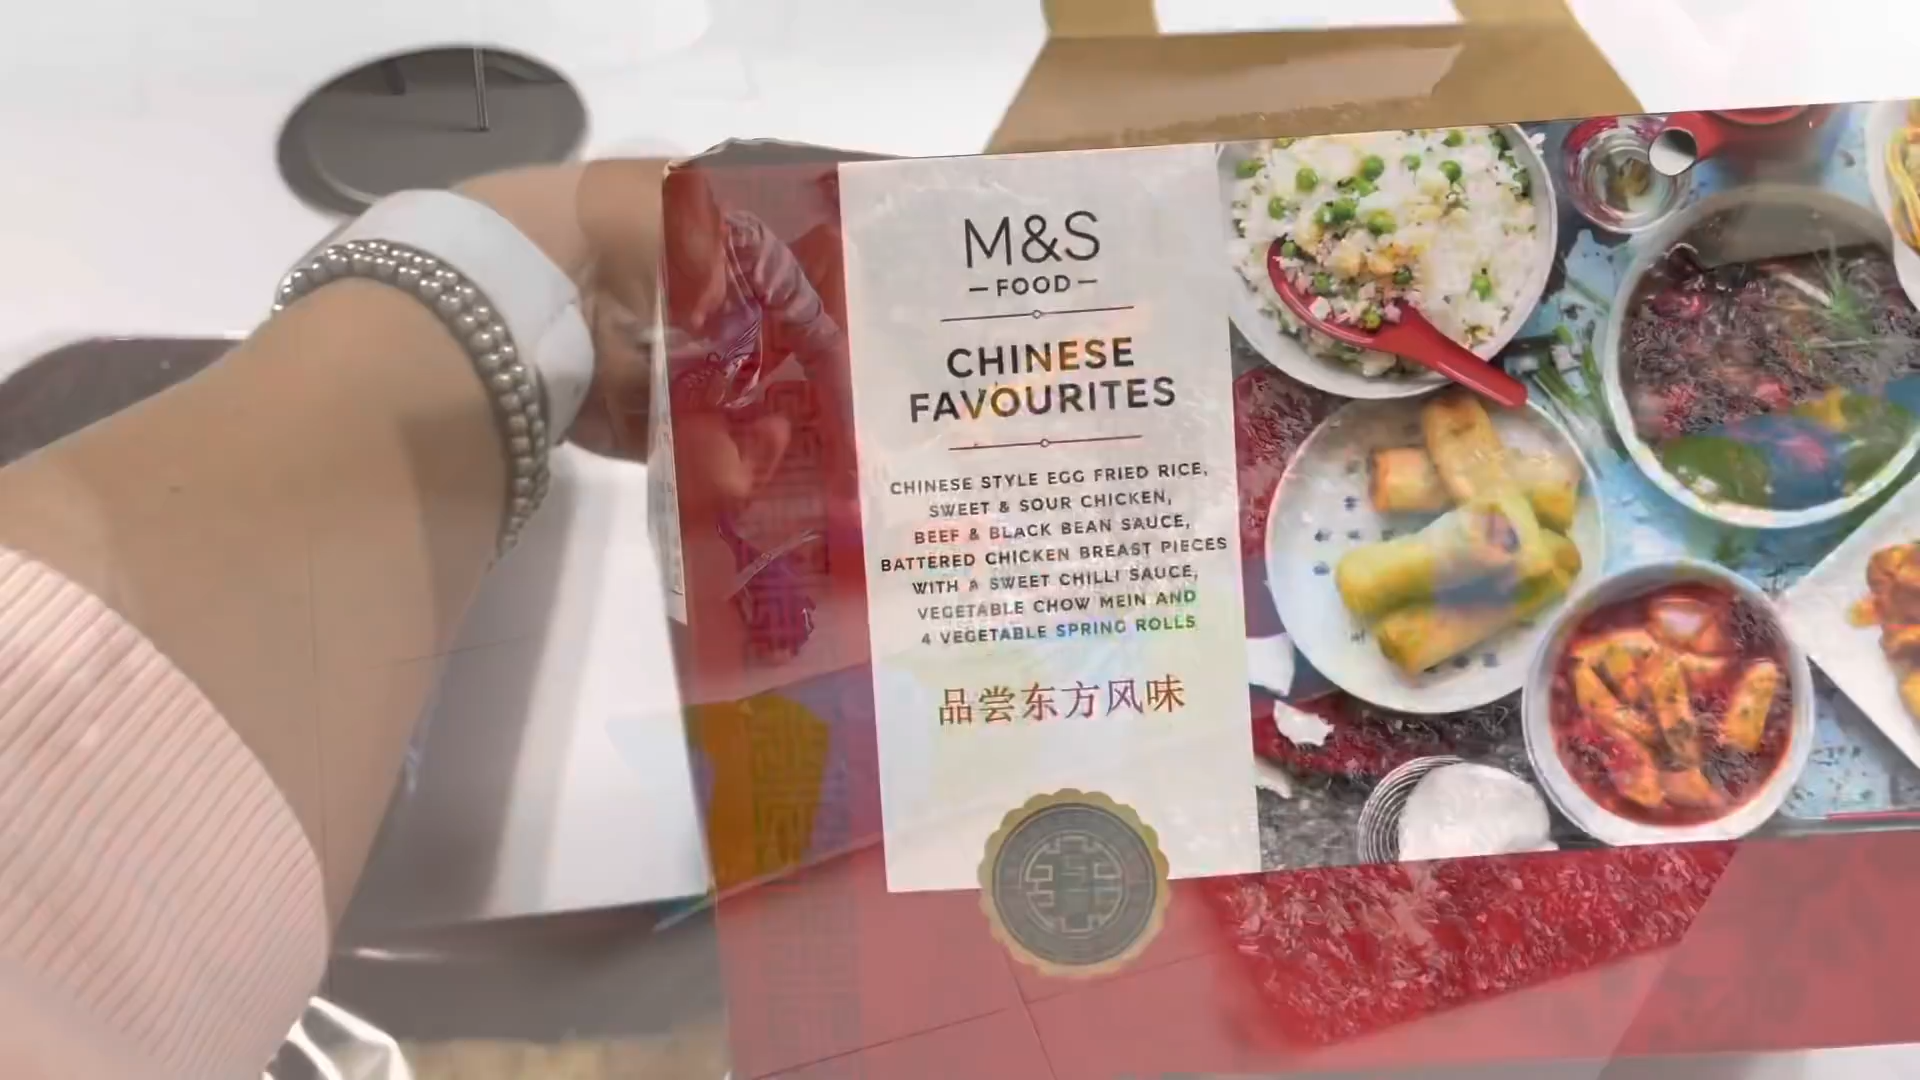 M&S
FOOD
CHINESE
FAVOURITES
CHINESE STYLE EGG FRIED RICE,
SWEET & SOUR CHICKEN,
BEEF & BLACK BEAN SAUCE,
BATTERED CHICKEN BREAST PIECES
WITH A SWEET CHILLI SAUCE,
VEGETABLE CHOW MEIN AND
4 VEGETABLE SPRING ROLLS
品尝东方风味